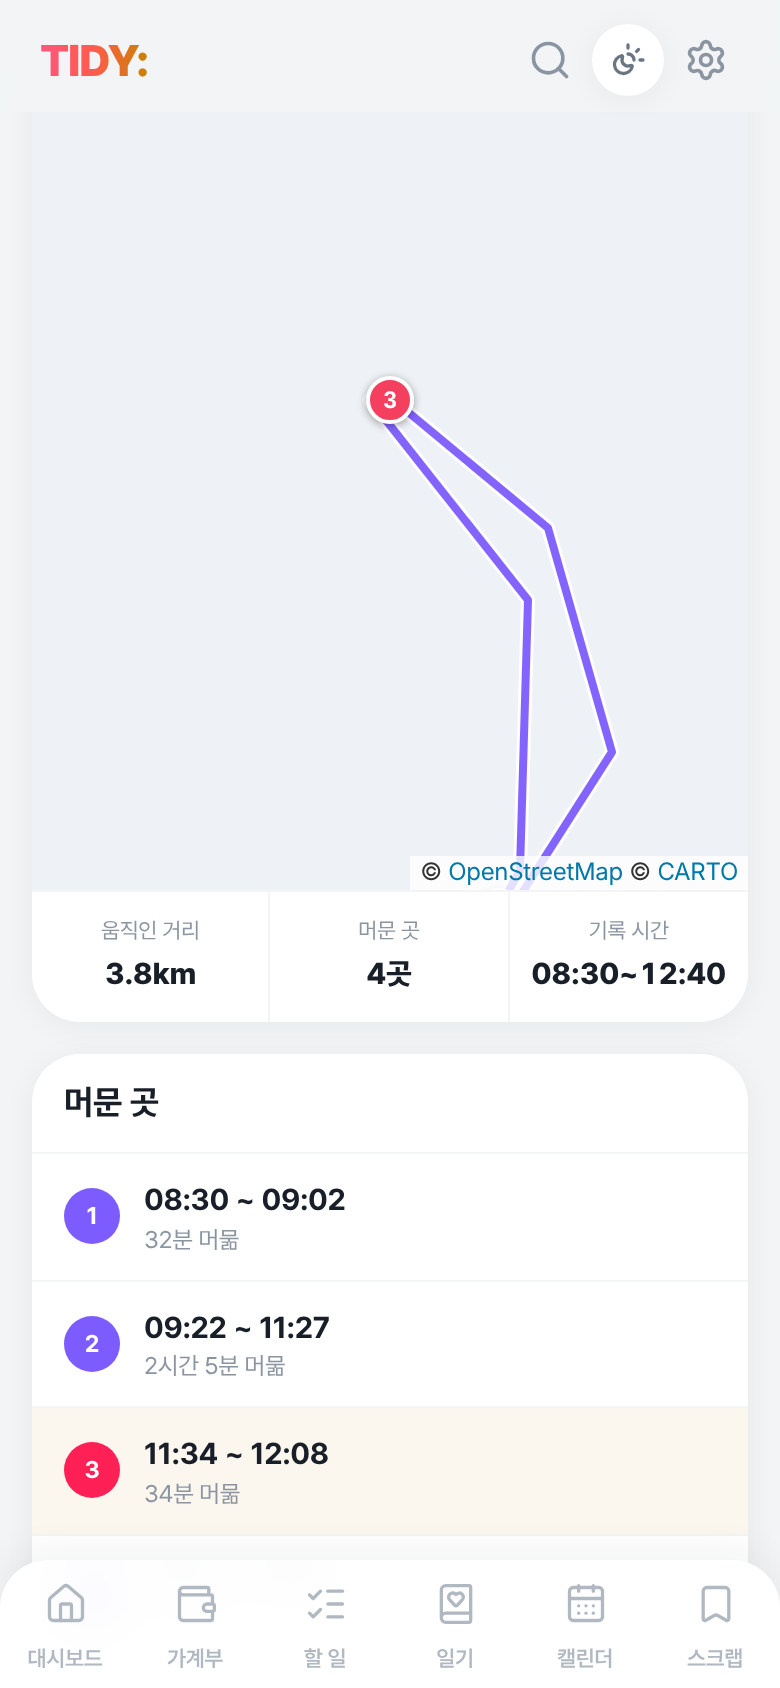 TIDY:
3
© OpenStreetMap © CARTO
움직인 거리
3.8km
머문 곳
4곳
기록 시간
08:30~12:40
머문 곳
1
08:30 ~ 09:02
32분 머묾
2
09:22 ~ 11:27
2시간 5분 머묾
3
11:34 ~ 12:08
34분 머묾
대시보드
가계부
할 일
일기
캘린더
스크랩